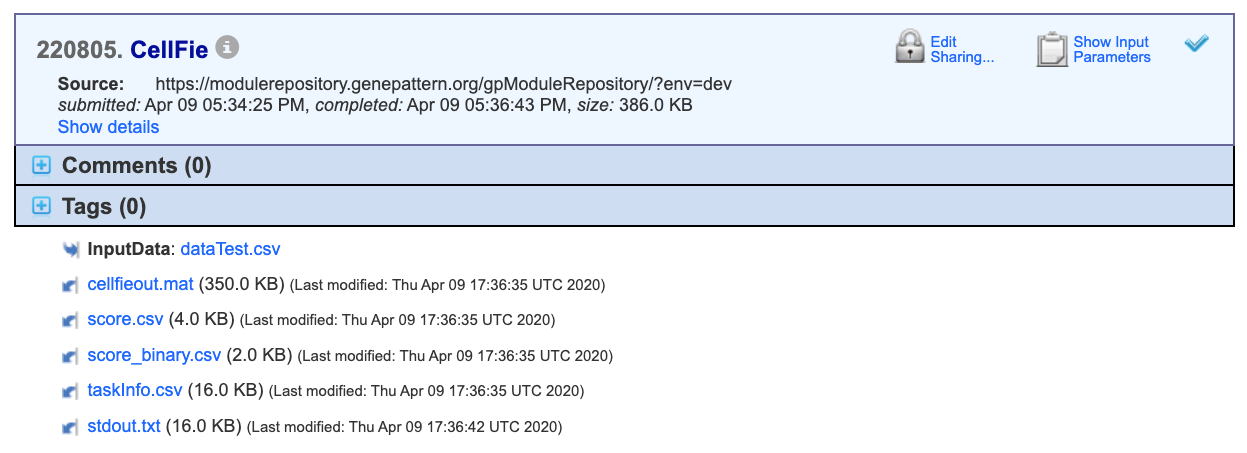 220805. CellFie i
Edit Sharing...
Show Input Parameters
Source: https://modulerepository.genepattern.org/gpModuleRepository/?env=dev
submitted: Apr 09 05:34:25 PM, completed: Apr 09 05:36:43 PM, size: 386.0 KB
Show details
Comments (0)
Tags (0)
InputData: dataTest.csv
cellfieout.mat (350.0 KB) (Last modified: Thu Apr 09 17:36:35 UTC 2020)
score.csv (4.0 KB) (Last modified: Thu Apr 09 17:36:35 UTC 2020)
score_binary.csv (2.0 KB) (Last modified: Thu Apr 09 17:36:35 UTC 2020)
taskInfo.csv (16.0 KB) (Last modified: Thu Apr 09 17:36:35 UTC 2020)
stdout.txt (16.0 KB) (Last modified: Thu Apr 09 17:36:42 UTC 2020)